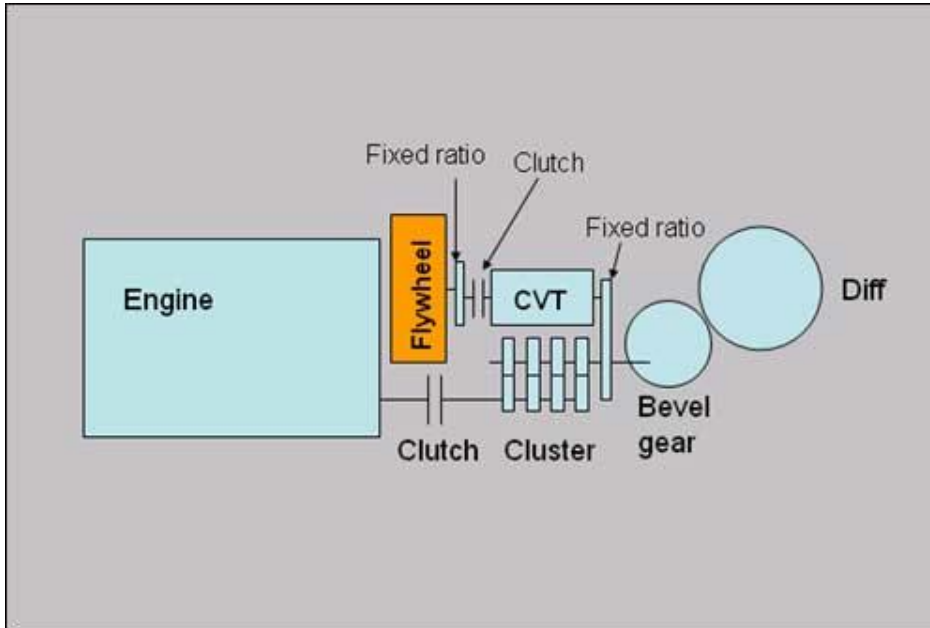 Fixed ratio
Clutch
Fixed ratio
Engine
Flywheel
CVT
Diff
Bevel
gear
Clutch
Cluster